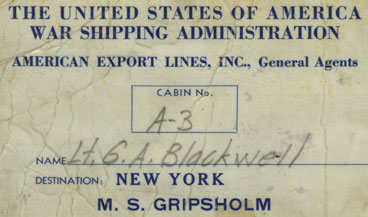 THE UNITED STATES OF AMERICA
WAR SHIPPING ADMINISTRATION
AMERICAN EXPORT LINES, INC., General Agents
CABIN No.
A-3
NAME Lt. G. A. Blackwell
DESTINATION: NEW YORK
M. S. GRIPSHOLM